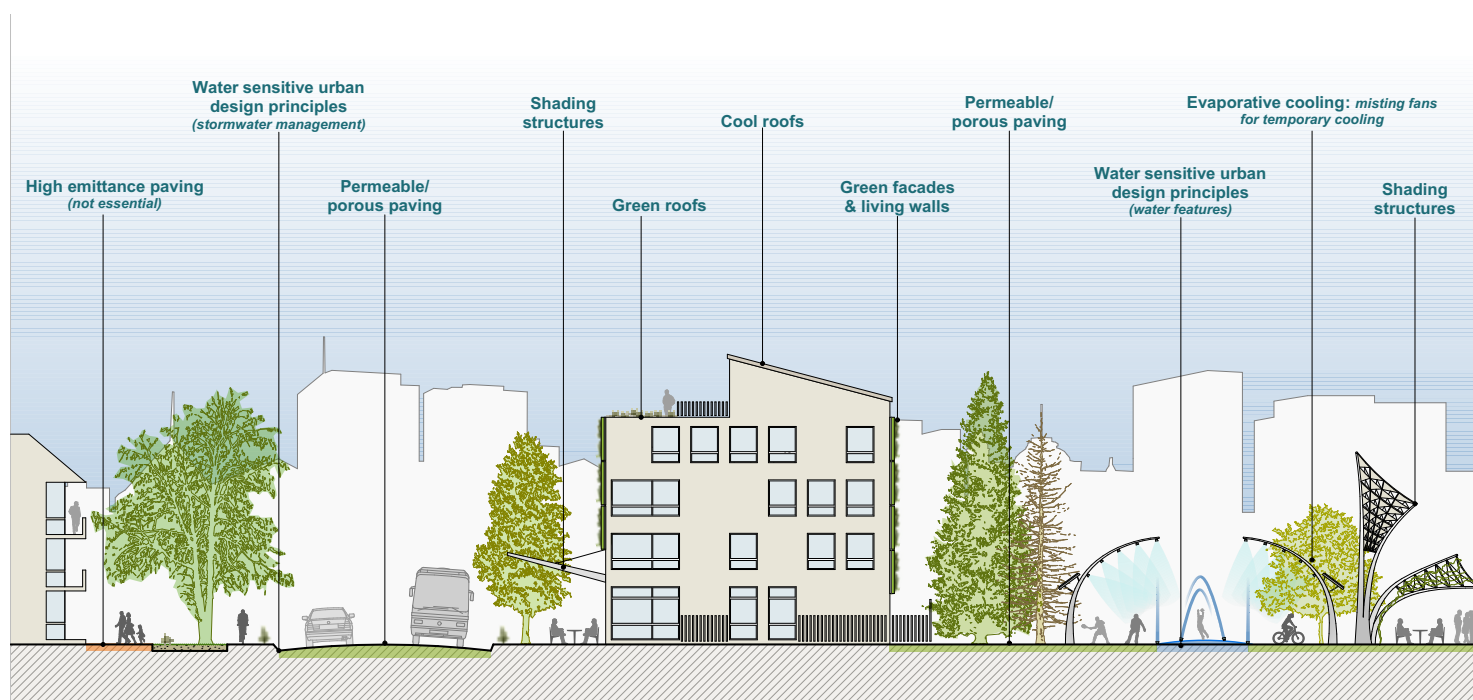 Water sensitive urban
design principles
(stormwater management)
Shading
structures
Cool roofs
Permeable/
porous paving
Evaporative cooling: misting fans
for temporary cooling
High emittance paving
(not essential)
Permeable/
porous paving
Green roofs
Green facades
& living walls
Water sensitive urban
design principles
(water features)
Shading
structures